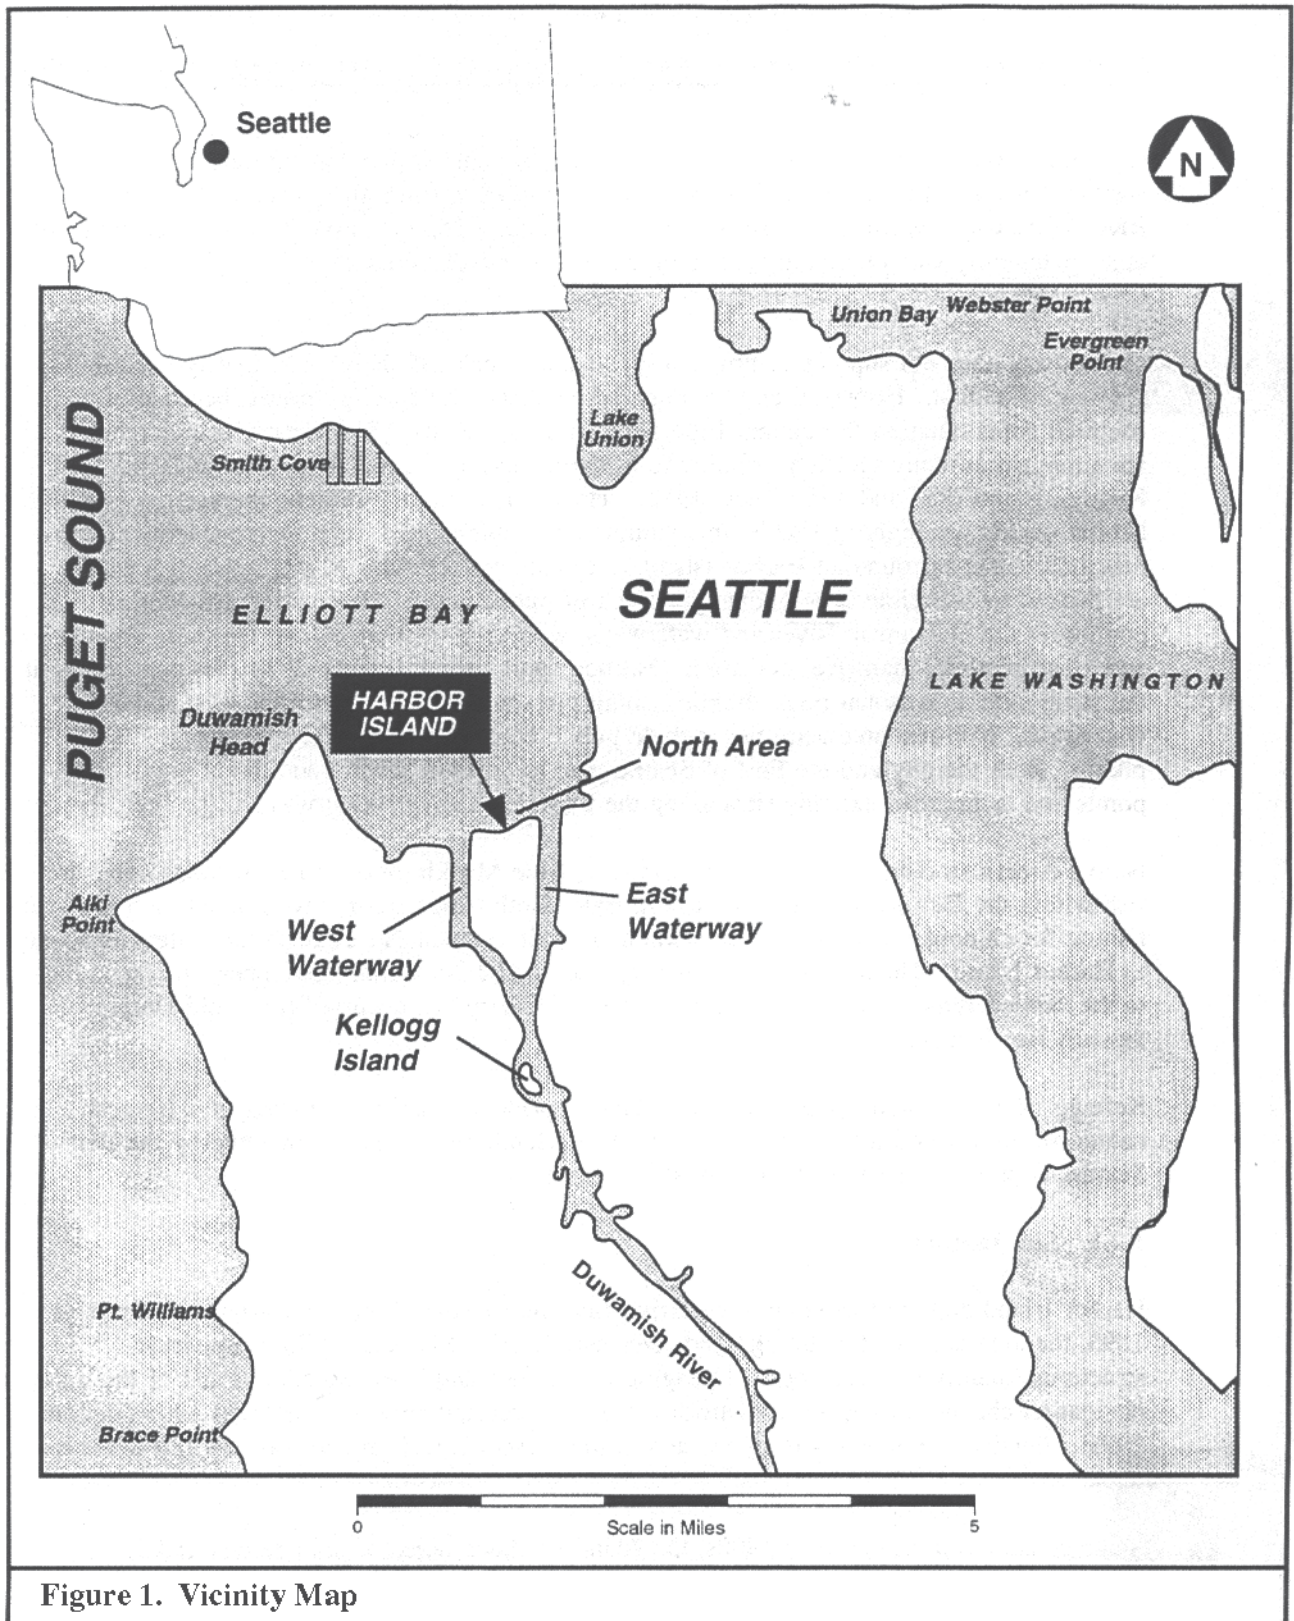 Seattle
N
Union Bay
Webster Point
Evergreen
Point
Lake
Union
Smith Cove
PUGET SOUND
SEATTLE
ELLIOTT BAY
LAKE WASHINGTON
HARBOR
ISLAND
Duwamish
Head
North Area
Alki
Point
East
Waterway
West
Waterway
Kellogg
Island
Duwamish River
Pt. Williams
Brace Point
0
Scale in Miles
5
Figure 1. Vicinity Map